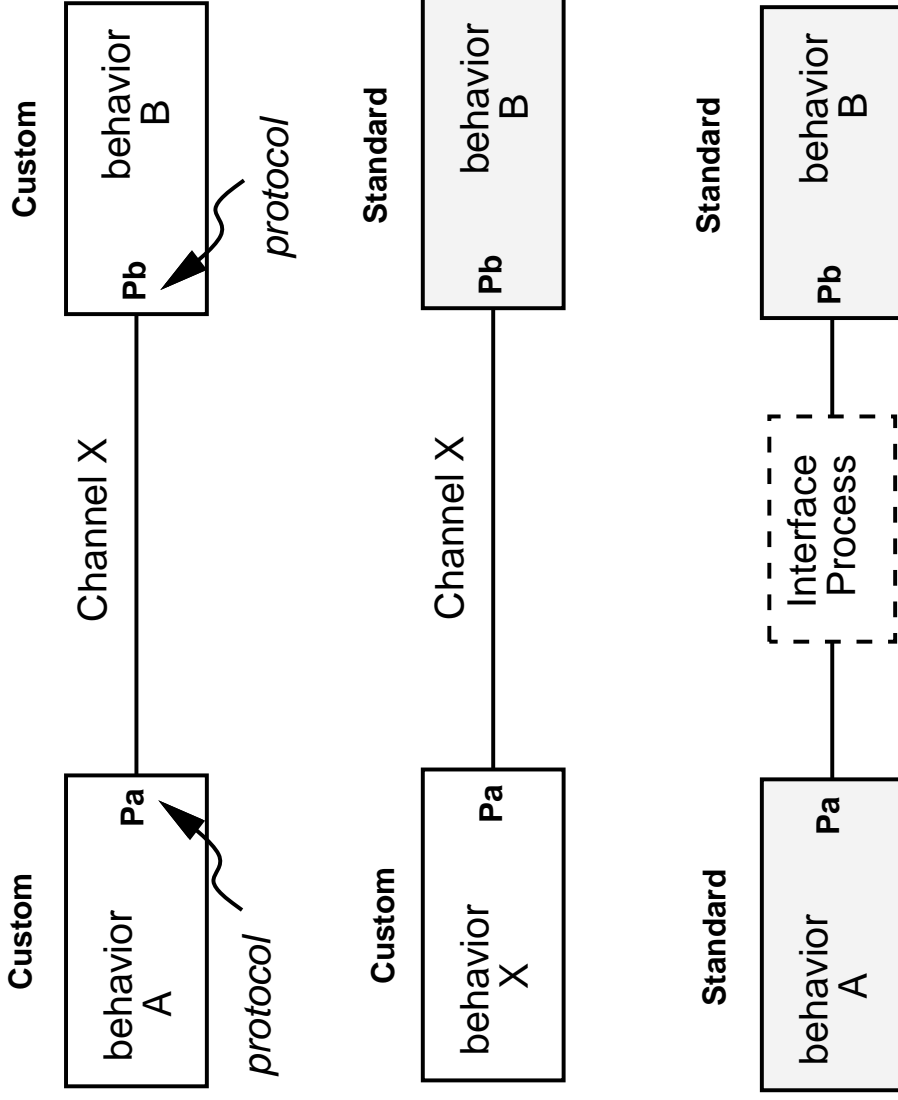 Custom
Custom
behavior
A
Pa
Channel X
Pb
behavior
B
protocol
protocol
Custom
Standard
behavior
X
Pa
Channel X
Pb
behavior
B
Standard
Standard
behavior
A
Pa
Interface
Process
Pb
behavior
B